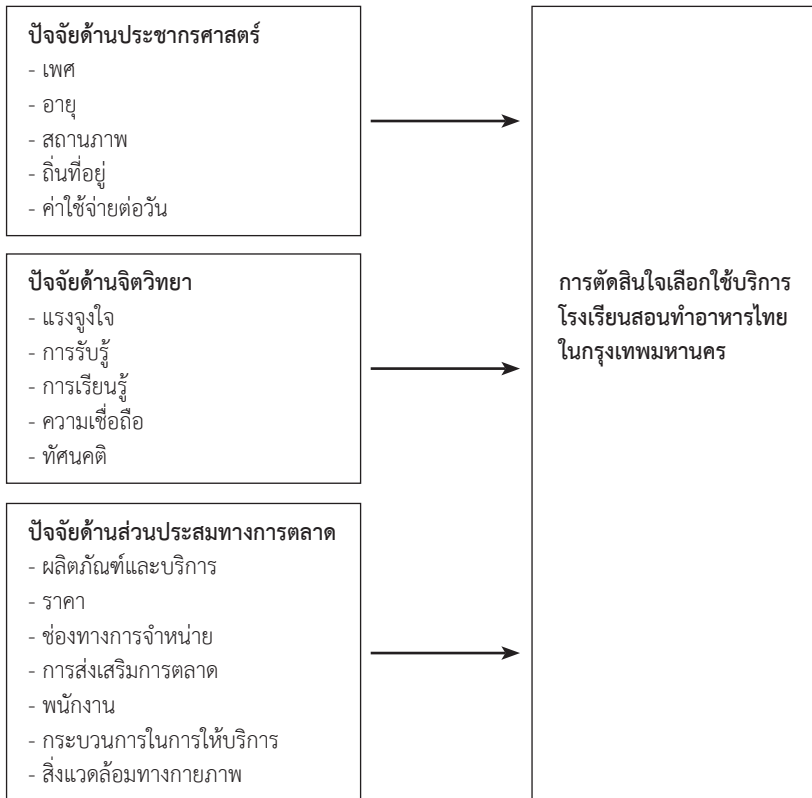 ปัจจัยด้านประชากรศาสตร์
- เพศ
- อายุ
- สถานภาพ
- ถิ่นที่อยู่
- ค่าใช้จ่ายต่อวัน
ปัจจัยด้านจิตวิทยา
- แรงจูงใจ
- การรับรู้
- การเรียนรู้
- ความเชื่อถือ
- ทัศนคติ
ปัจจัยด้านส่วนประสมทางการตลาด
- ผลิตภัณฑ์และบริการ
- ราคา
- ช่องทางการจำหน่าย
- การส่งเสริมการตลาด
- พนักงาน
- กระบวนการในการให้บริการ
- สิ่งแวดล้อมทางกายภาพ
การตัดสินใจเลือกใช้บริการ
โรงเรียนสอนทำอาหารไทย
ในกรุงเทพมหานคร